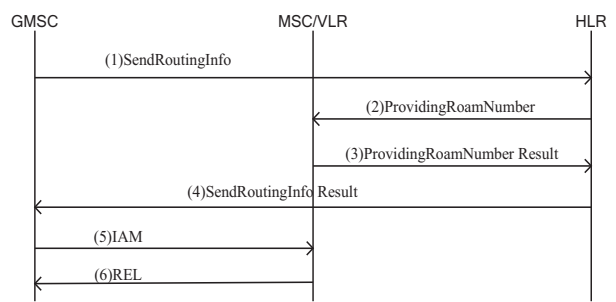 GMSC MSC/VLR HLR
(1)SendRoutingInfo
(2)ProvidingRoamNumber
(3)ProvidingRoamNumber Result
(4)SendRoutingInfo Result
(5)IAM
(6)REL